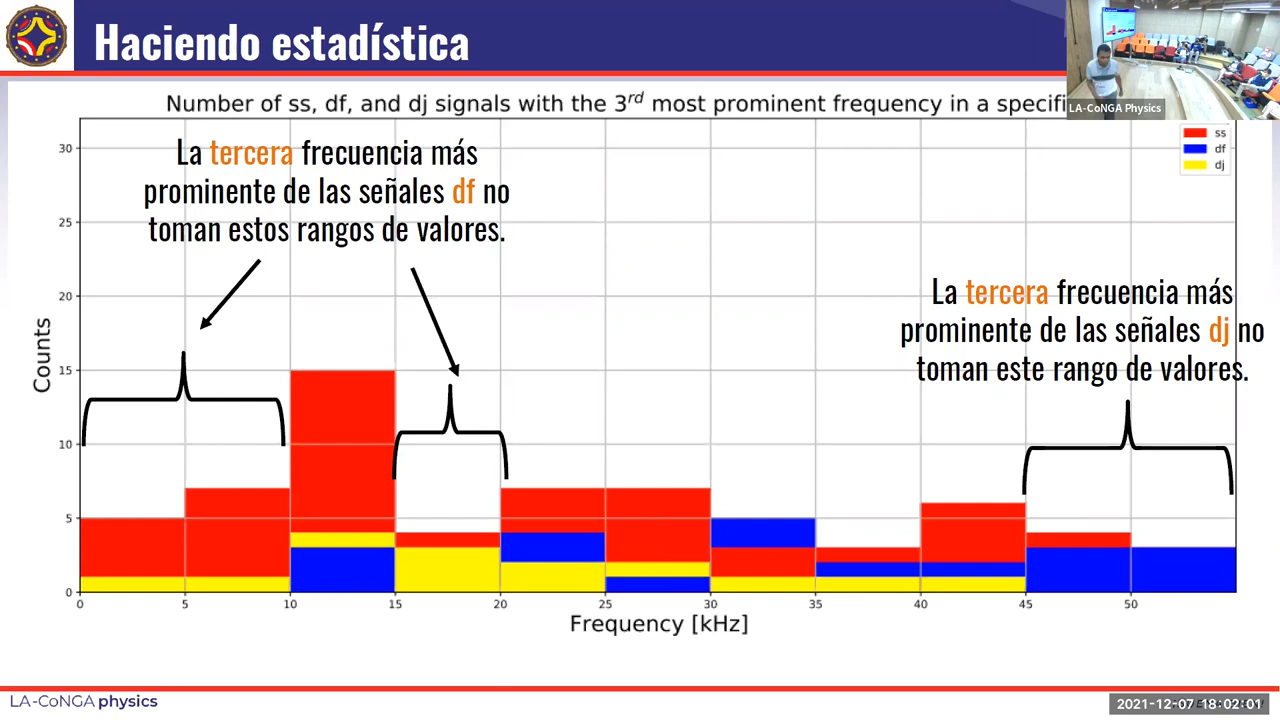 Haciendo estadística
LA-CoNGA Physics
Number of ss, df, and dj signals with the 3rd most prominent frequency in a
ss
df
dj
La tercera frecuencia más
prominente de las señales df no
toman estos rangos de valores.
La tercera frecuencia más
prominente de las señales dj no
toman este rango de valores.
Counts
30
25
20
15
10
5
0
0 5 10 15 20 25 30 35 40 45 50
Frequency [kHz]
LA-CoNGA physics
2021-12-07 18:02:01